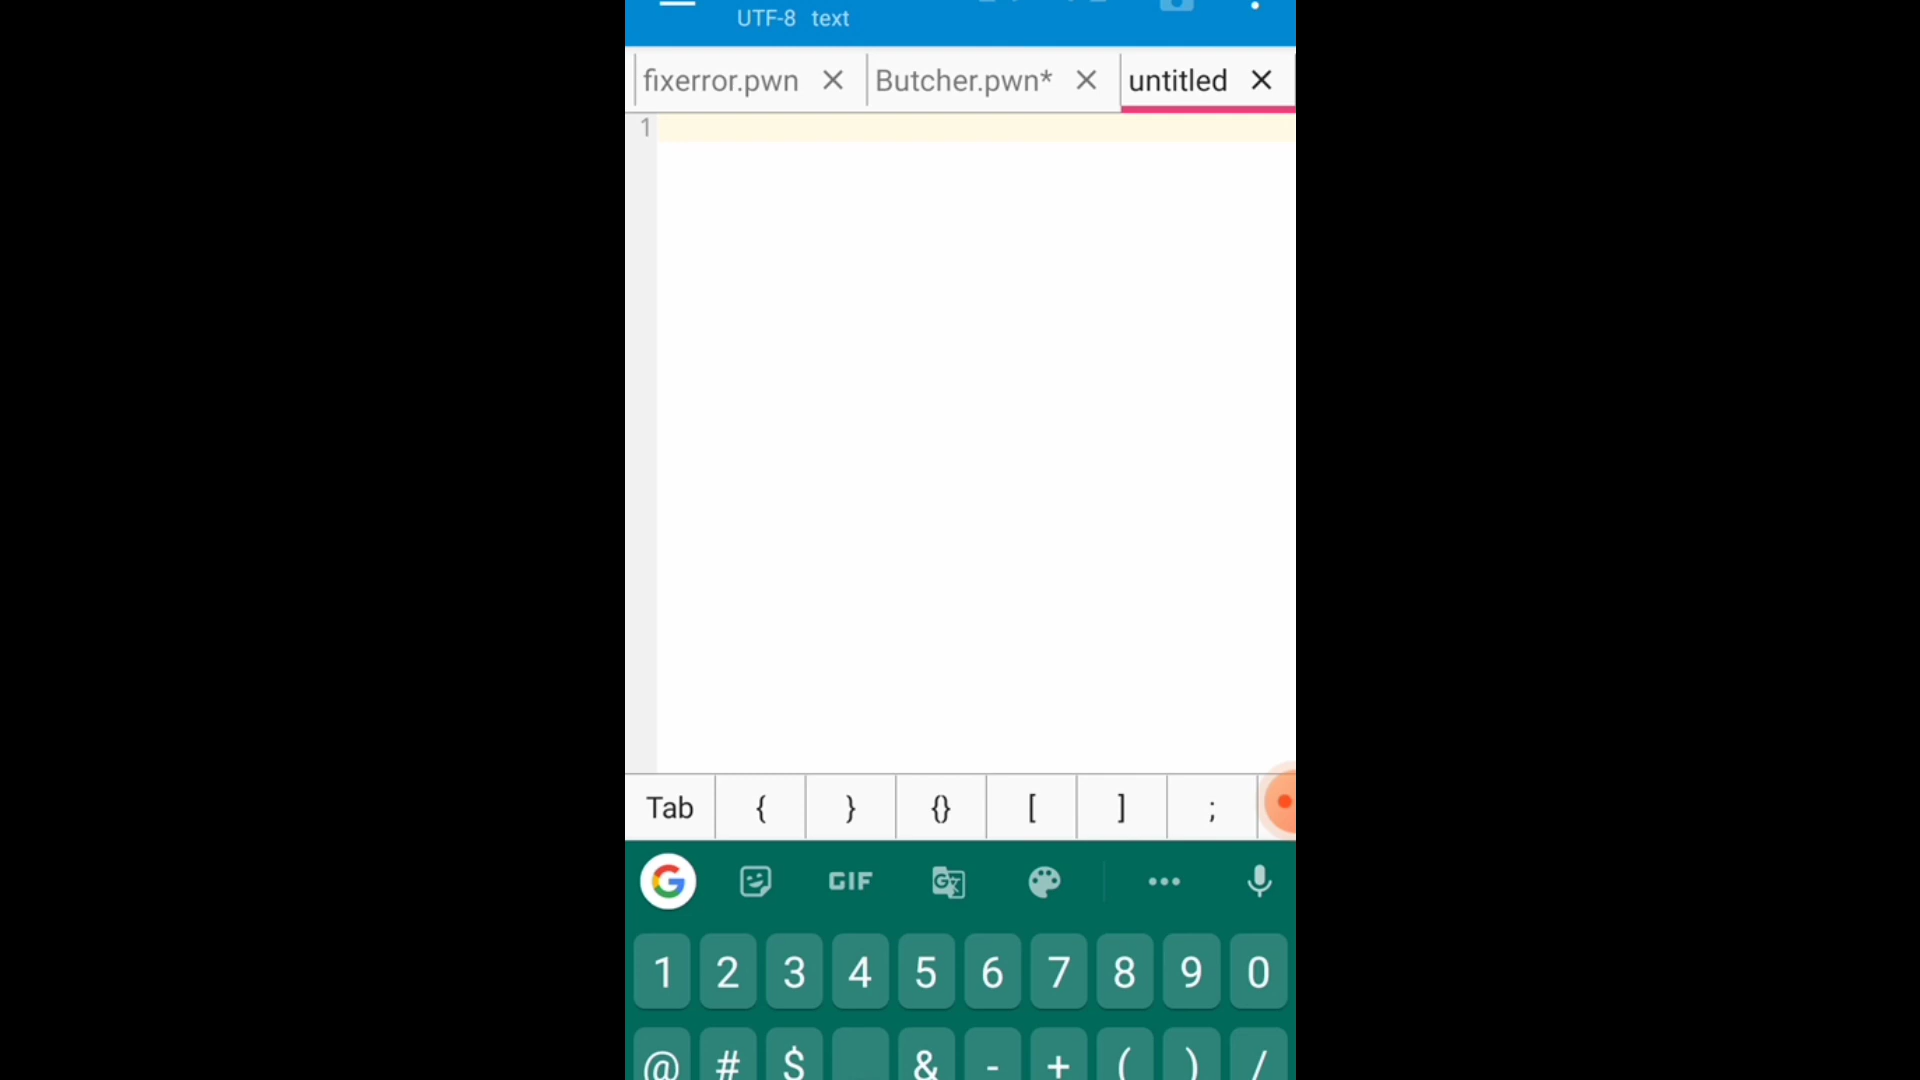 UTF-8 text
fixerror.pwn Butcher.pwn* untitled
1
Tab { } {} [ ] ;
G GIF G
1 2 3 4 5 6 7 8 9 0
@ # $ & - + ( ) /